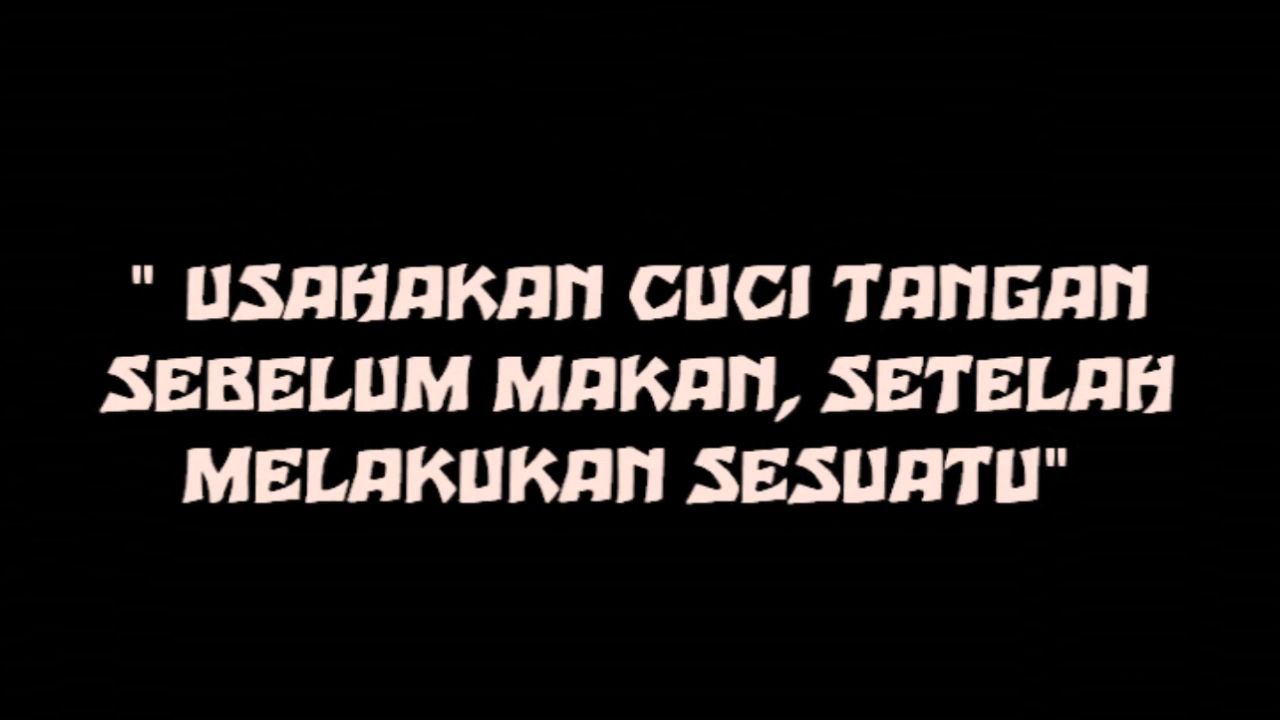 " USAHAKAN CUCI TANGAN
SEBELUM MAKAN, SETELAH
MELAKUKAN SESUATU"